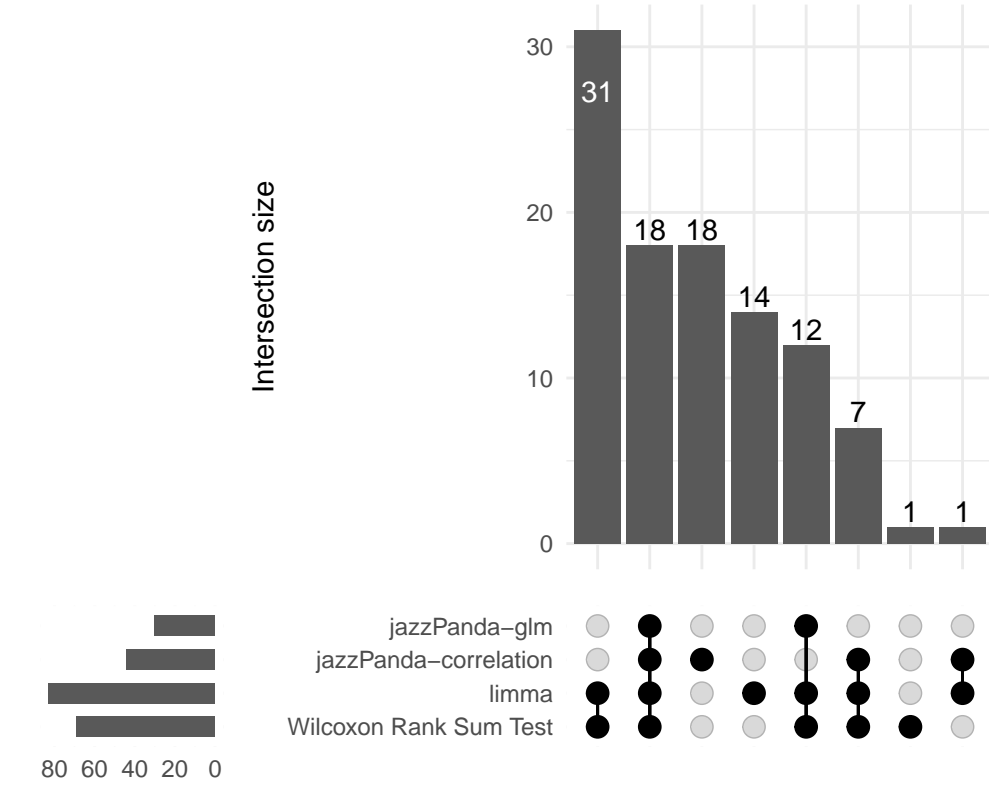 Intersection size
30
20
10
0
31
18
18
14
12
7
1
1
jazzPanda−glm
jazzPanda−correlation
limma
Wilcoxon Rank Sum Test
80 60 40 20 0